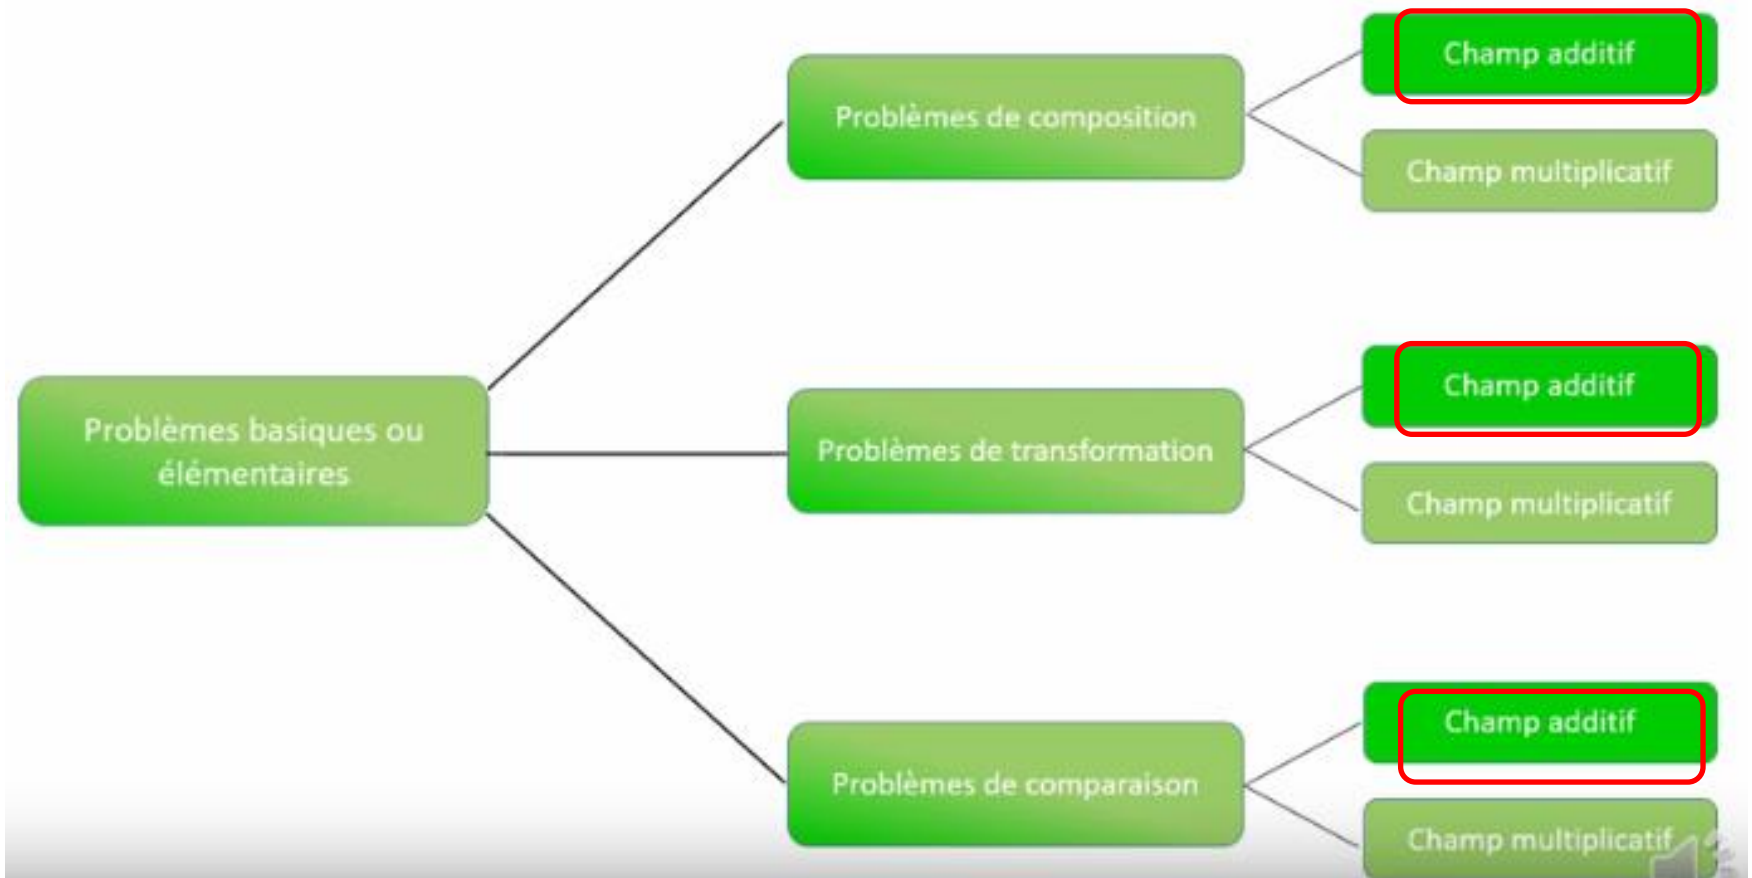 Champ additif
Problèmes de composition
Champ multiplicatif
Champ additif
Problèmes basiques ou
élémentaires
Problèmes de transformation
Champ multiplicatif
Champ additif
Problèmes de comparaison
Champ multiplicatif